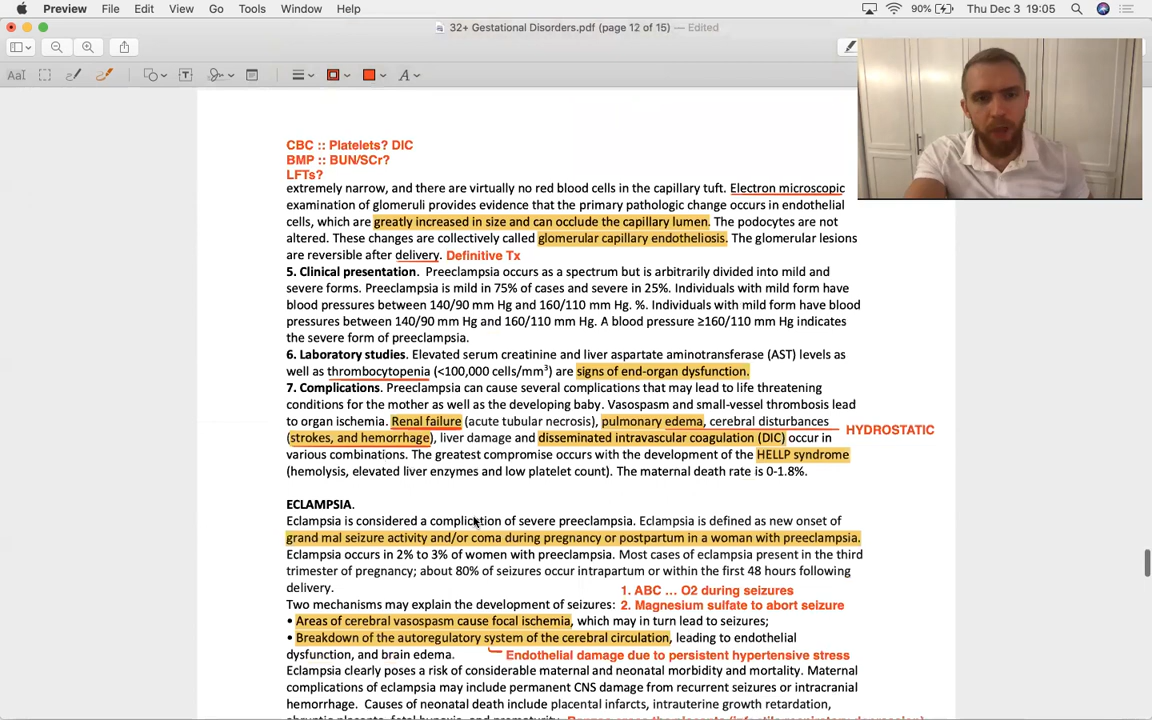 Preview File Edit View Go Tools Window Help 90% Thu Dec 3 19:05
32+ Gestational Disorders.pdf (page 12 of 15) — Edited
AaI T A
CBC :: Platelets? DIC
BMP :: BUN/SCr?
LFTs?
extremely narrow, and there are virtually no red blood cells in the capillary tuft. Electron microscopic
examination of glomeruli provides evidence that the primary pathologic change occurs in endothelial
cells, which are greatly increased in size and can occlude the capillary lumen. The podocytes are not
altered. These changes are collectively called glomerular capillary endotheliosis. The glomerular lesions
are reversible after delivery. Definitive Tx
5. Clinical presentation. Preeclampsia occurs as a spectrum but is arbitrarily divided into mild and
severe forms. Preeclampsia is mild in 75% of cases and severe in 25%. Individuals with mild form have
blood pressures between 140/90 mm Hg and 160/110 mm Hg. %. Individuals with mild form have blood
pressures between 140/90 mm Hg and 160/110 mm Hg. A blood pressure ≥160/110 mm Hg indicates
the severe form of preeclampsia.
6. Laboratory studies. Elevated serum creatinine and liver aspartate aminotransferase (AST) levels as
well as thrombocytopenia (<100,000 cells/mm³) are signs of end-organ dysfunction.
7. Complications. Preeclampsia can cause several complications that may lead to life threatening
conditions for the mother as well as the developing baby. Vasospasm and small-vessel thrombosis lead
to organ ischemia. Renal failure (acute tubular necrosis), pulmonary edema, cerebral disturbances
HYDROSTATIC
(strokes, and hemorrhage), liver damage and disseminated intravascular coagulation (DIC) occur in
various combinations. The greatest compromise occurs with the development of the HELLP syndrome
(hemolysis, elevated liver enzymes and low platelet count). The maternal death rate is 0-1.8%.
ECLAMPSIA.
Eclampsia is considered a complication of severe preeclampsia. Eclampsia is defined as new onset of
grand mal seizure activity and/or coma during pregnancy or postpartum in a woman with preeclampsia.
Eclampsia occurs in 2% to 3% of women with preeclampsia. Most cases of eclampsia present in the third
trimester of pregnancy; about 80% of seizures occur intrapartum or within the first 48 hours following
delivery.
1. ABC ... O2 during seizures
Two mechanisms may explain the development of seizures: 2. Magnesium sulfate to abort seizure
• Areas of cerebral vasospasm cause focal ischemia, which may in turn lead to seizures;
• Breakdown of the autoregulatory system of the cerebral circulation, leading to endothelial
dysfunction, and brain edema. Endothelial damage due to persistent hypertensive stress
Eclampsia clearly poses a risk of considerable maternal and neonatal morbidity and mortality. Maternal
complications of eclampsia may include permanent CNS damage from recurrent seizures or intracranial
hemorrhage. Causes of neonatal death include placental infarcts, intrauterine growth retardation,